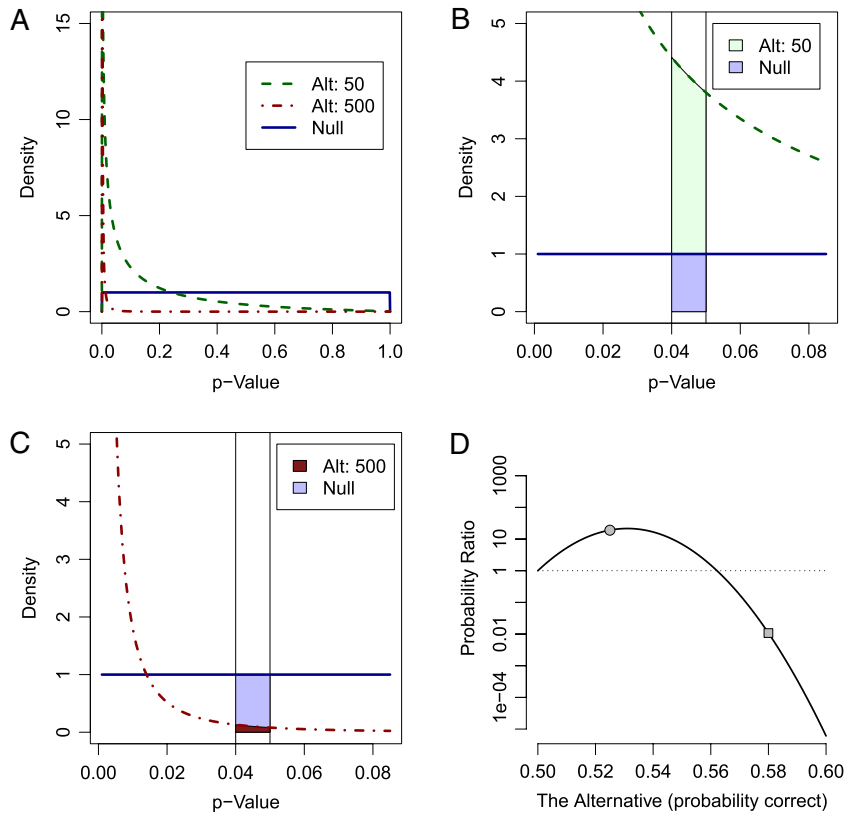 A
Density
0
5
10
15
0.0
0.2
0.4
0.6
0.8
1.0
p−Value
Alt: 50
Alt: 500
Null
B
Density
0
1
2
3
4
5
0.00
0.02
0.04
0.06
0.08
p−Value
Alt: 50
Null
C
Density
0
1
2
3
4
5
0.00
0.02
0.04
0.06
0.08
p−Value
Alt: 500
Null
D
Probability Ratio
1e−04
0.01
1
10
1000
0.50
0.52
0.54
0.56
0.58
0.60
The Alternative (probability correct)